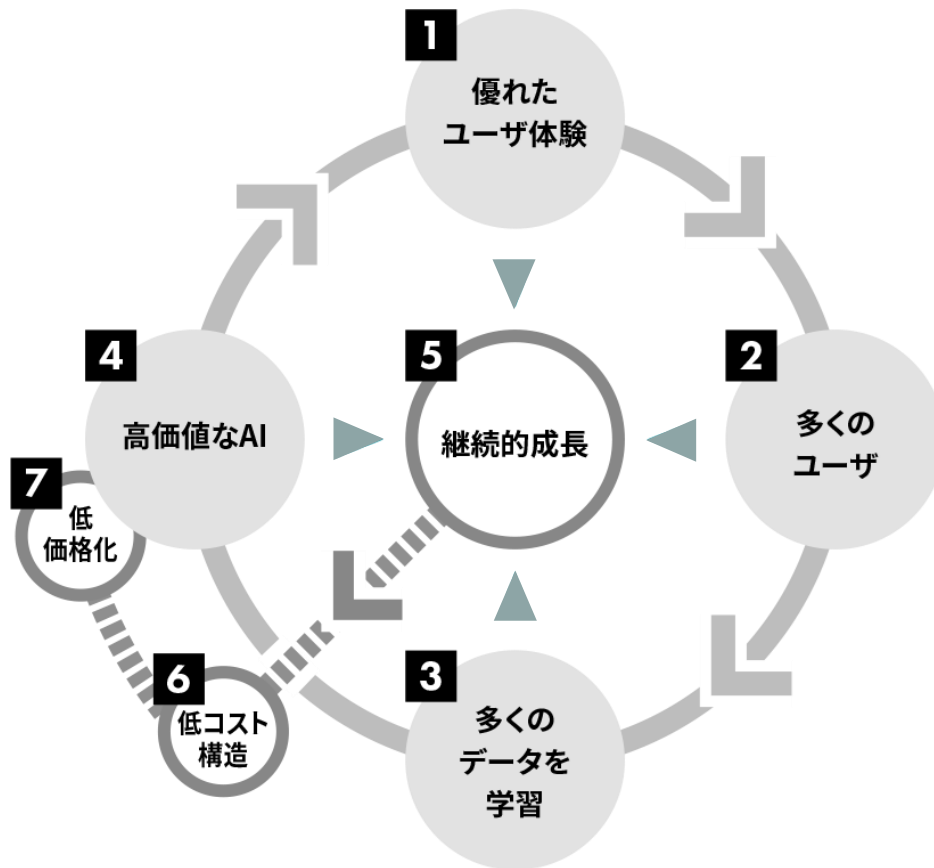 1
優れた
ユーザ体験
2
多くの
ユーザ
3
多くの
データを
学習
4
高価値なAI
5
継続的成長
6
低コスト
構造
7
低
価格化